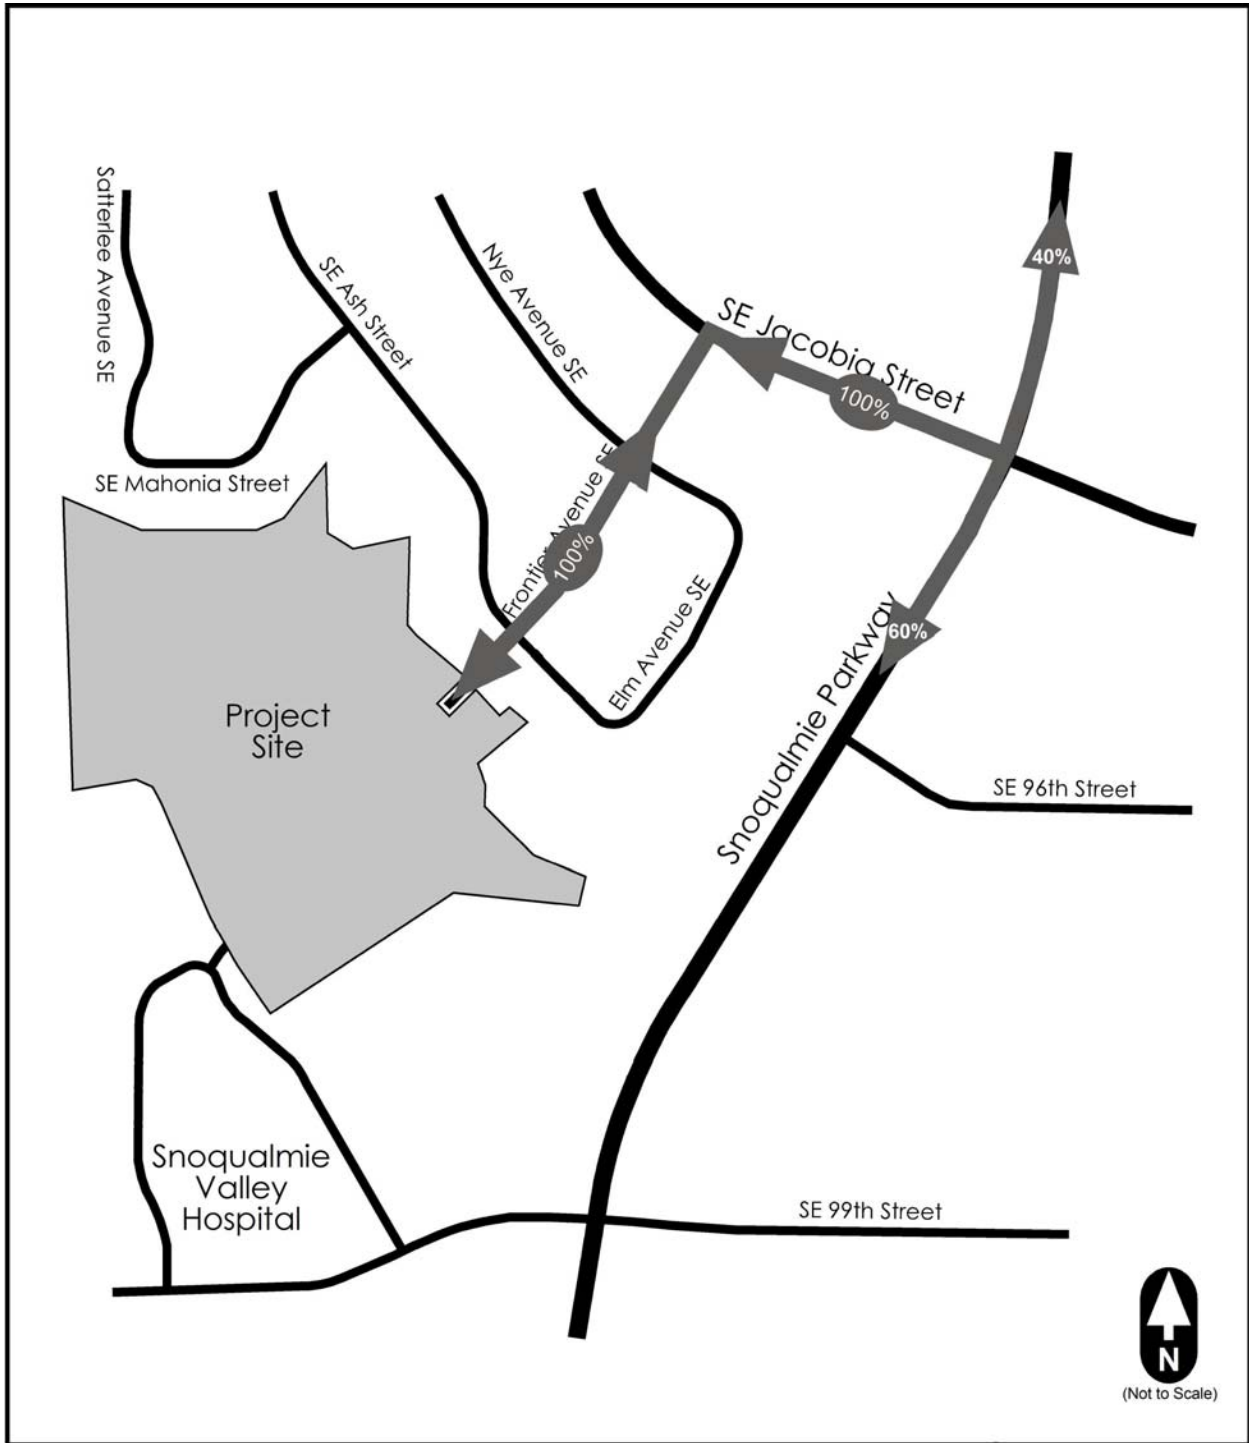 Satterlee Avenue SE
SE Ash Street
Nye Avenue SE
40%
SE Jacobia Street
100%
SE Mahonia Street
Frontier Avenue SE
100%
Elm Avenue SE
60%
Snoqualmie Parkway
Project
Site
SE 96th Street
Snoqualmie
Valley
Hospital
SE 99th Street
N
(Not to Scale)